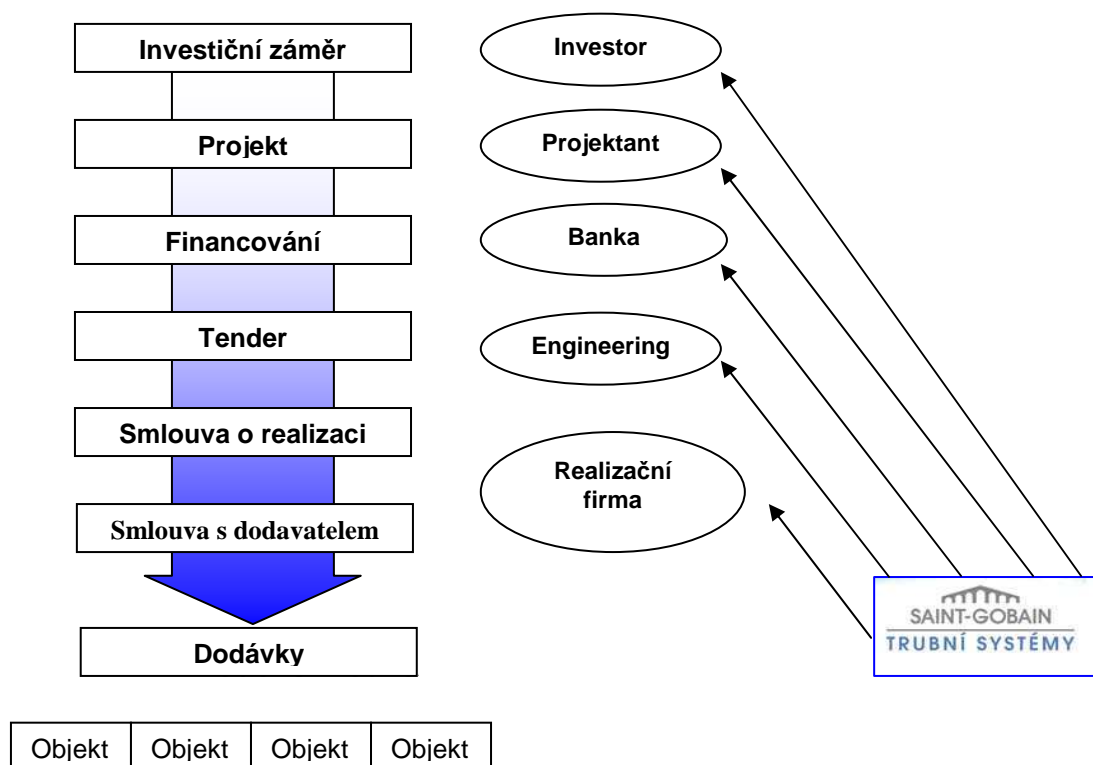 Investiční záměr
Investor
Projekt
Projektant
Financování
Banka
Tender
Engineering
Smlouva o realizaci
Realizační
firma
Smlouva s dodavatelem
SAINT-GOBAIN
TRUBNÍ SYSTÉMY
Dodávky
Objekt Objekt Objekt Objekt